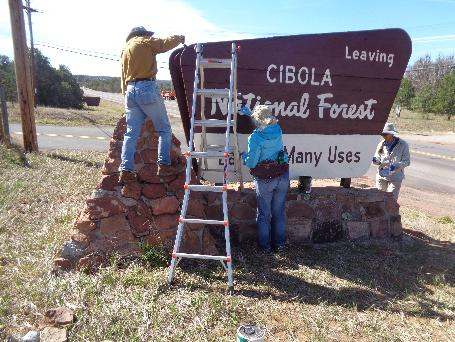 Leaving
CIBOLA
National Forest
Many Uses